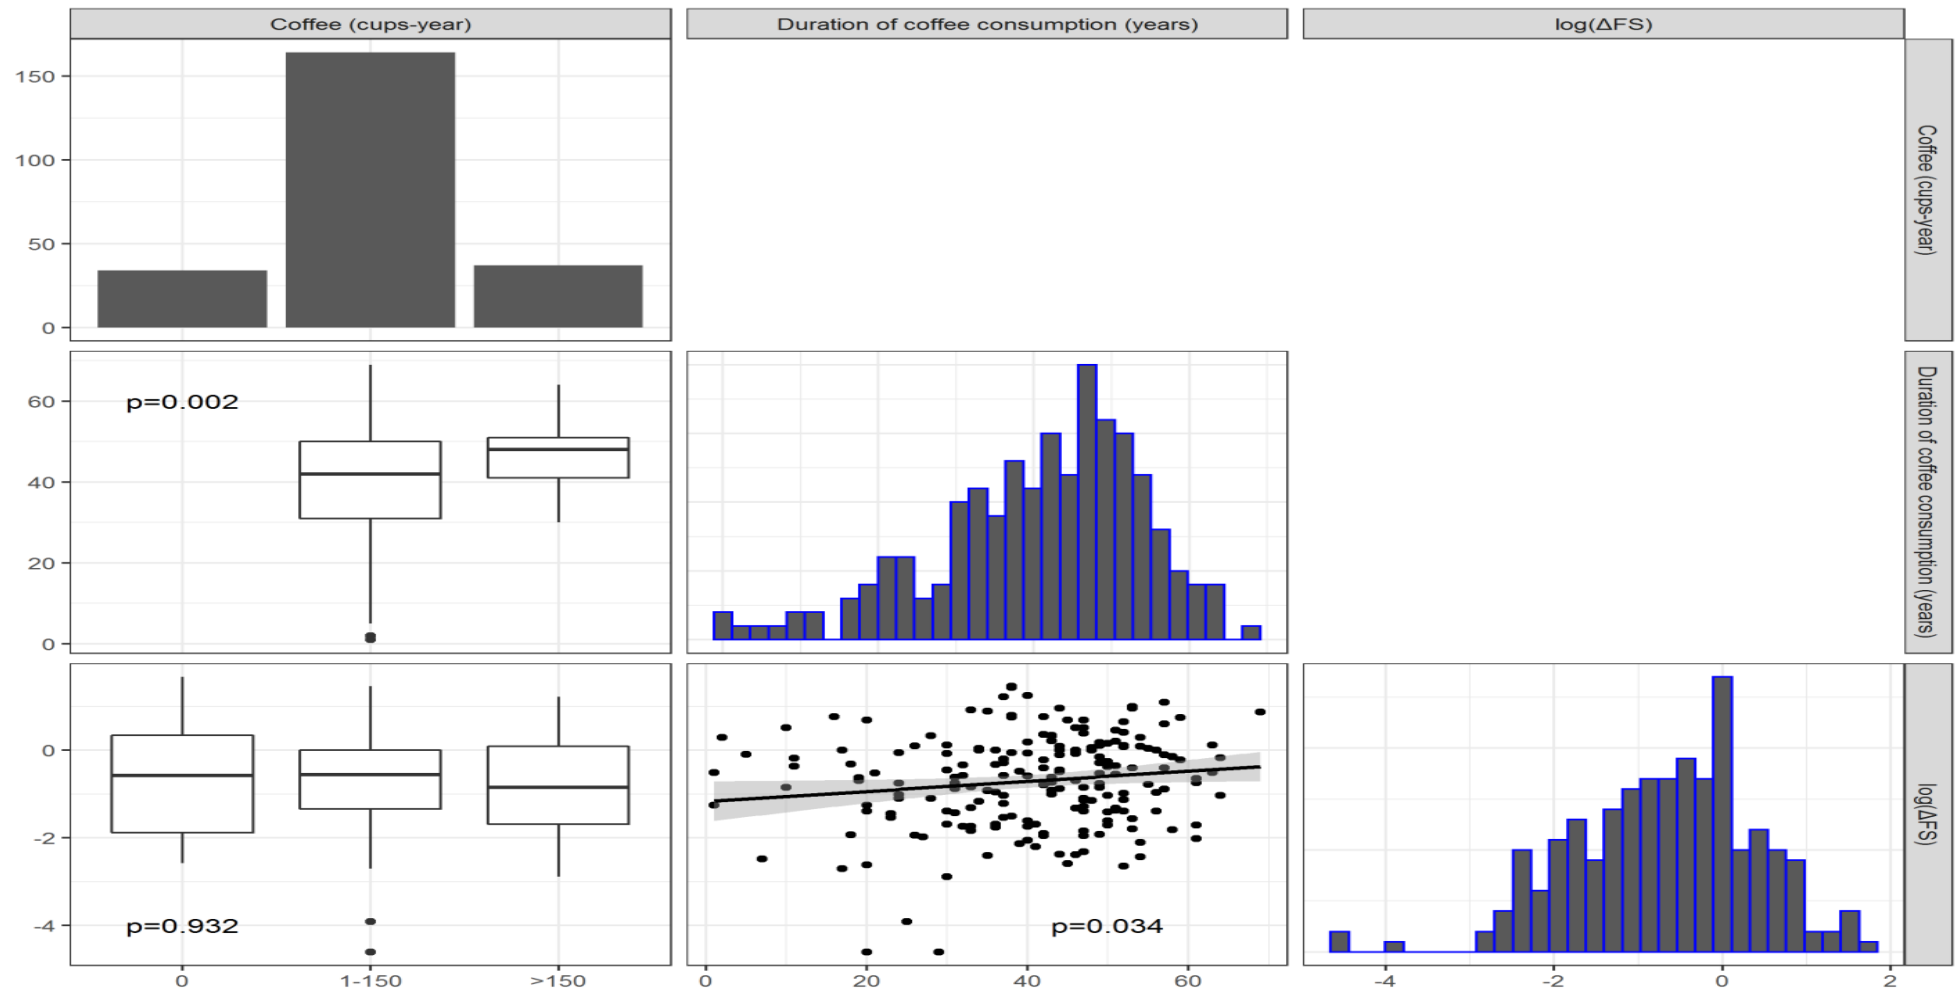 Coffee (cups-year)
Duration of coffee consumption (years)
log(ΔFS)
150
100
50
0
Coffee (cups-year)
60
40
20
0
p=0.002
Duration of coffee consumption (years)
0
-2
-4
p=0.932
p=0.034
log(ΔFS)
0 1-150 >150
0 20 40 60
-4 -2 0 2